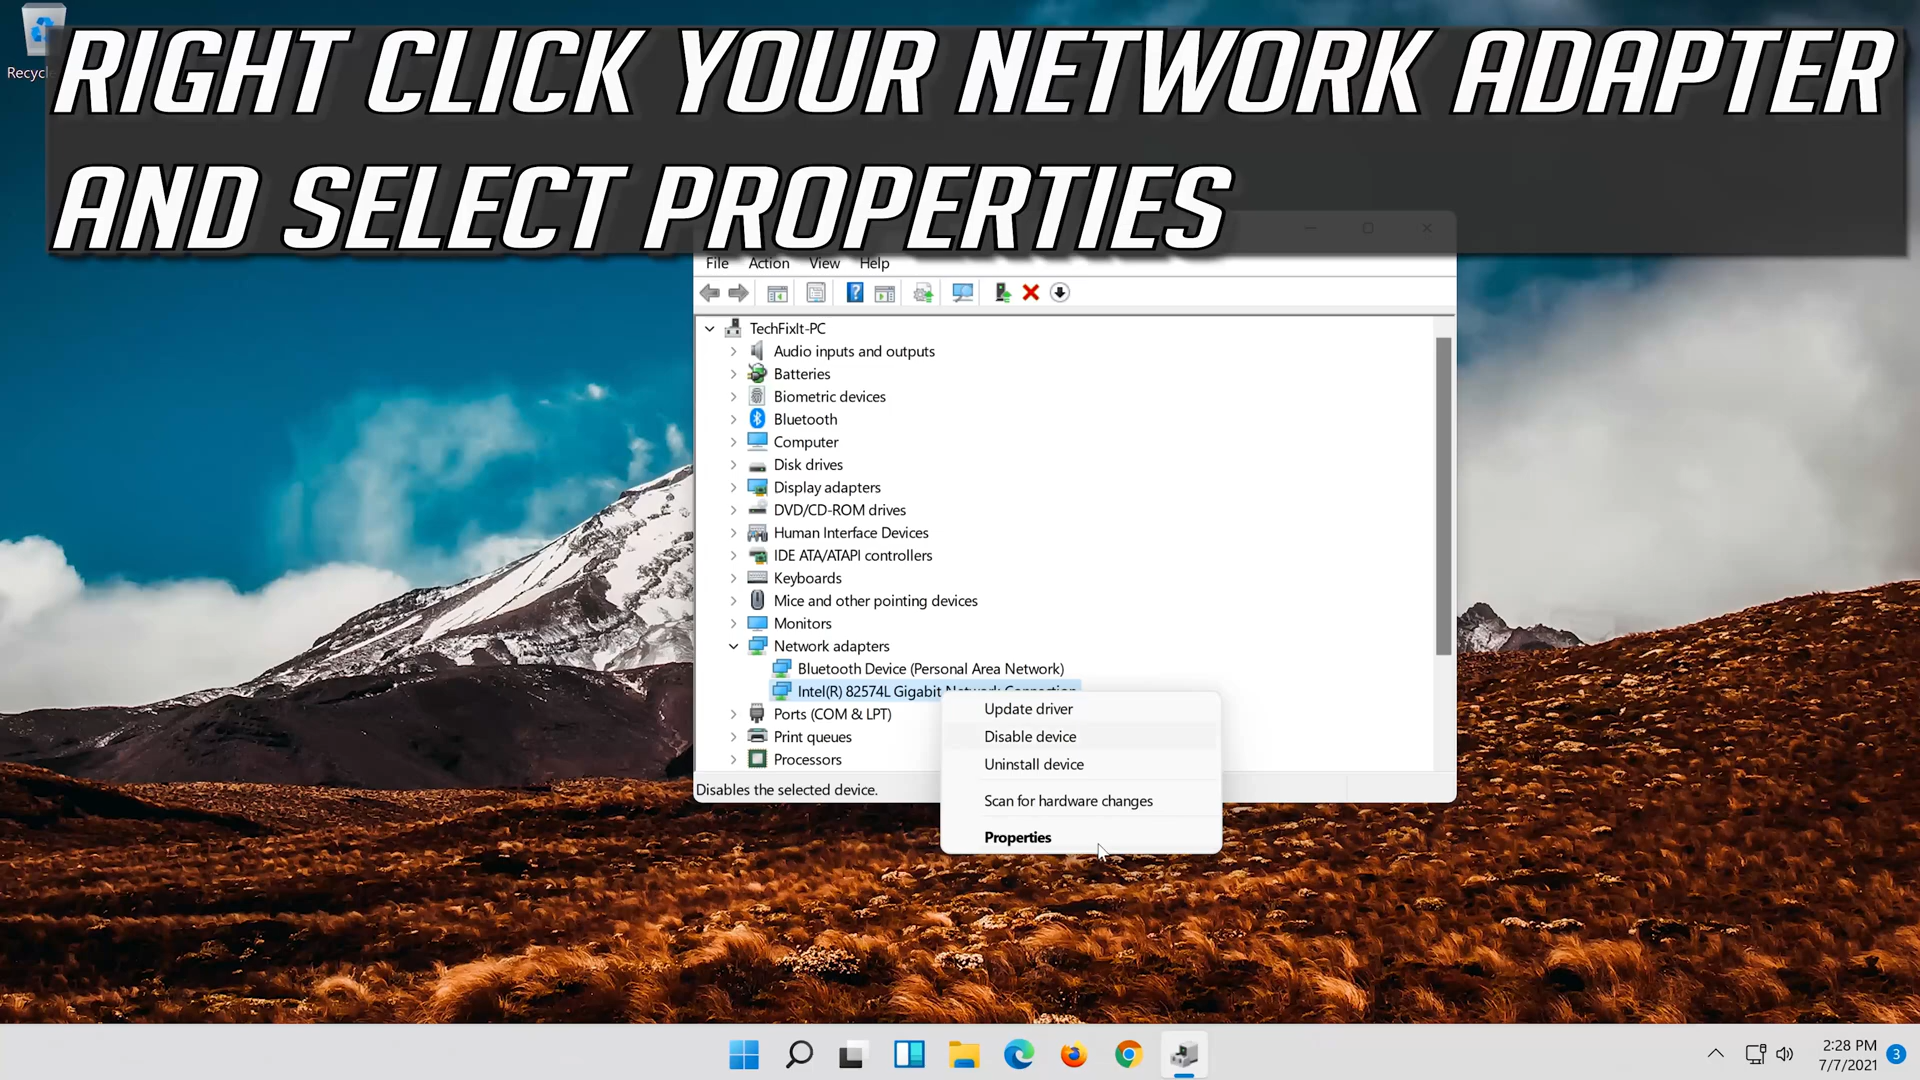 RIGHT CLICK YOUR NETWORK ADAPTER
AND SELECT PROPERTIES
File Action View Help
TechFixIt-PC
Audio inputs and outputs
Batteries
Biometric devices
Bluetooth
Computer
Disk drives
Display adapters
DVD/CD-ROM drives
Human Interface Devices
IDE ATA/ATAPI controllers
Keyboards
Mice and other pointing devices
Monitors
Network adapters
Bluetooth Device (Personal Area Network)
Intel(R) 82574L Gigabit Network Connection
Ports (COM & LPT)
Print queues
Processors
Update driver
Disable device
Uninstall device
Scan for hardware changes
Properties
Disables the selected device.
2:28 PM
7/7/2021
3